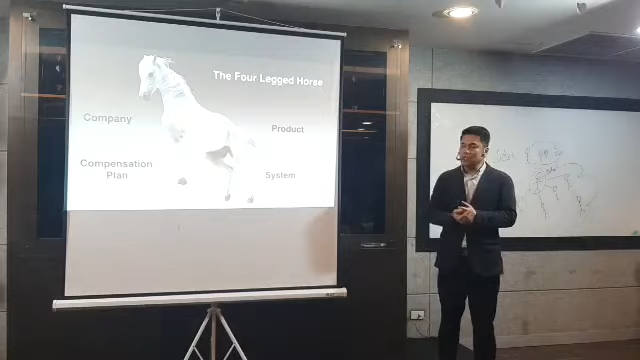 The Four Legged Horse
Company
Product
Compensation
Plan
System